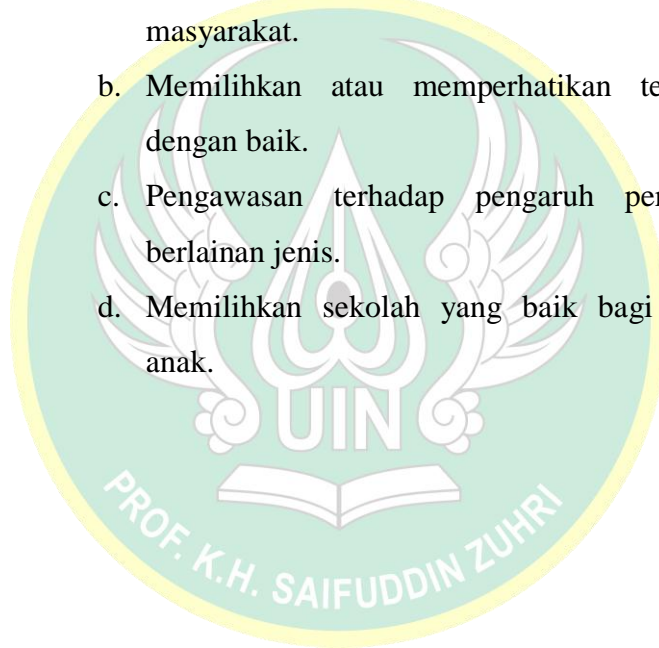 masyarakat.
b. Memilihkan atau memperhatikan
dengan baik.
c. Pengawasan terhadap pengaruh
berlainan jenis.
d. Memilihkan sekolah yang baik bagi
anak.
UIN
PROF. K.H. SAIFUDDIN ZUHRI